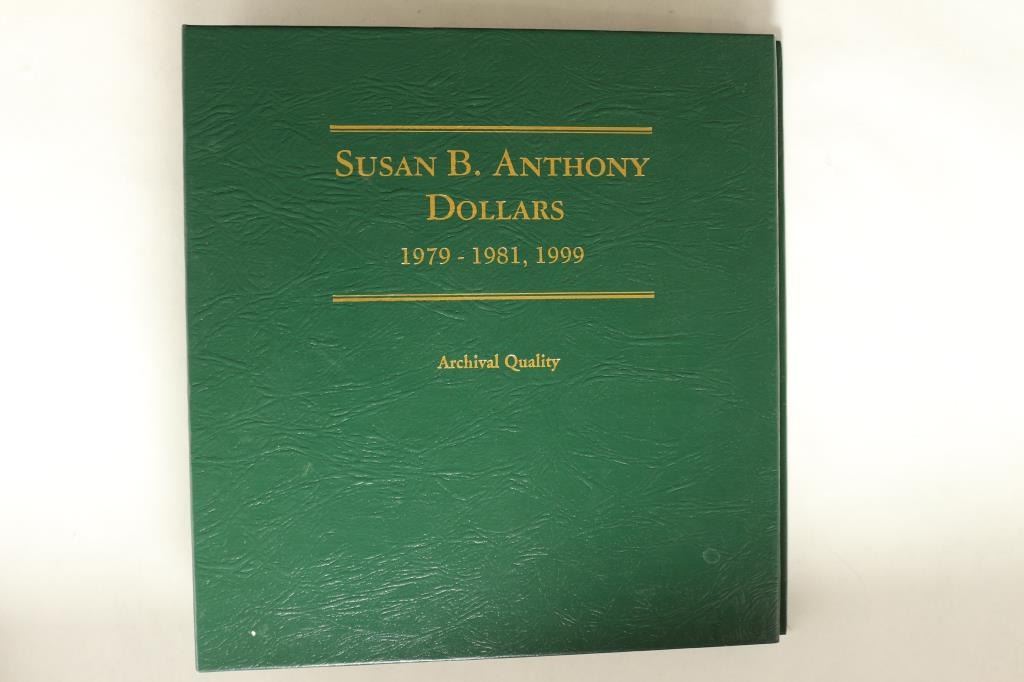 Susan B. Anthony
Dollars
1979 - 1981, 1999
Archival Quality